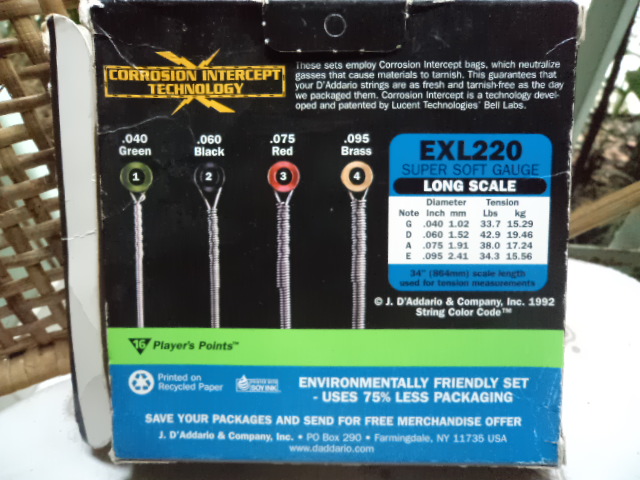 CORROSION INTERCEPT
TECHNOLOGY
These sets employ Corrosion Intercept bags, which neutralize
gasses that cause materials to tarnish. This guarantees that
your D'Addario strings are as fresh and tarnish-free as the day
we packaged them. Corrosion Intercept is a technology devel-
oped and patented by Lucent Technologies' Bell Labs.
.040
Green
1
.060
Black
2
.075
Red
3
.095
Brass
4
EXL220
SUPER SOFT GAUGE
LONG SCALE
Diameter Tension
Note Inch mm Lbs kg
G .040 1.02 33.7 15.29
D .060 1.52 42.9 19.46
A .075 1.91 38.0 17.24
E .095 2.41 34.3 15.56
34" (864mm) scale length
used for tension measurements
© J. D'Addario & Company, Inc. 1992
String Color Code™
16 Player's Points™
Printed on
Recycled Paper
PRINTED WITH
SOY INK
ENVIRONMENTALLY FRIENDLY SET
- USES 75% LESS PACKAGING
SAVE YOUR PACKAGES AND SEND FOR FREE MERCHANDISE OFFER
J. D'Addario & Company, Inc. • PO Box 290 • Farmingdale, NY 11735 USA
www.daddario.com